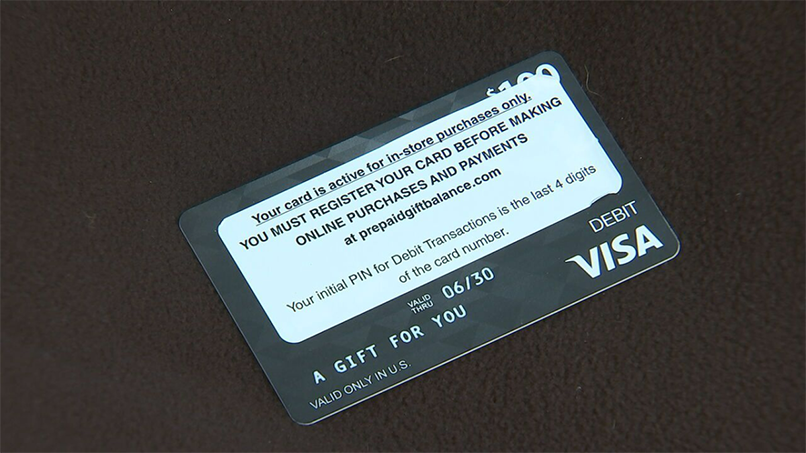 $100
Your card is active for in-store purchases only.
YOU MUST REGISTER YOUR CARD BEFORE MAKING
ONLINE PURCHASES AND PAYMENTS
at prepaidgiftbalance.com
Your initial PIN for Debit Transactions is the last 4 digits
of the card number.
DEBIT
VISA
VALID
THRU 06/30
A GIFT FOR YOU
VALID ONLY IN U.S.